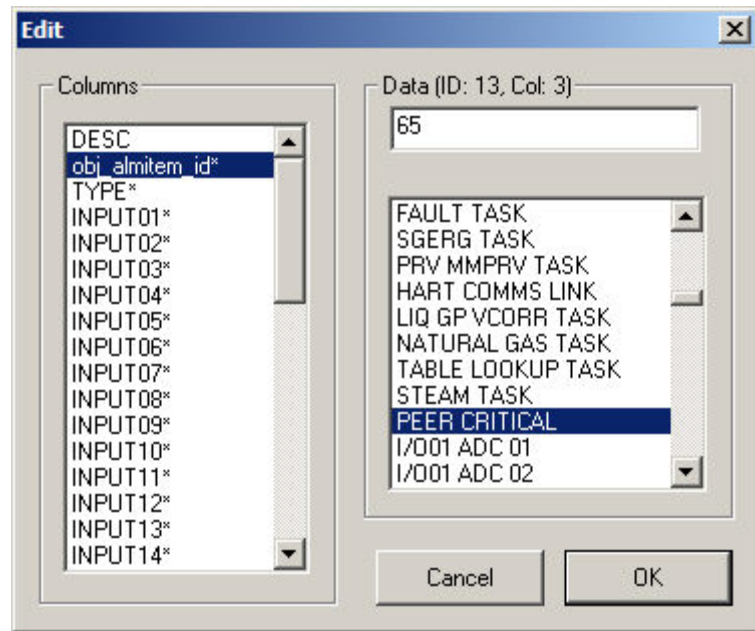 Edit
Columns
DESC
obj_almitem_id*
TYPE*
INPUT01*
INPUT02*
INPUT03*
INPUT04*
INPUT05*
INPUT06*
INPUT07*
INPUT08*
INPUT09*
INPUT10*
INPUT11*
INPUT12*
INPUT13*
INPUT14*
Data (ID: 13, Col: 3)
65
FAULT TASK
SGERG TASK
PRV MMPRV TASK
HART COMMS LINK
LIQ GP VCORR TASK
NATURAL GAS TASK
TABLE LOOKUP TASK
STEAM TASK
PEER CRITICAL
I/O01 ADC 01
I/O01 ADC 02
Cancel
OK